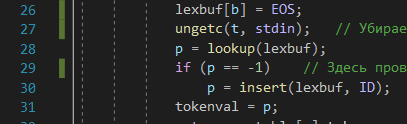 26 lexbuf[b] = EOS;
27 ungetc(t, stdin); // Убирае
28 p = lookup(lexbuf);
29 if (p == -1) // Здесь пров
30 p = insert(lexbuf, ID);
31 tokenval = p;